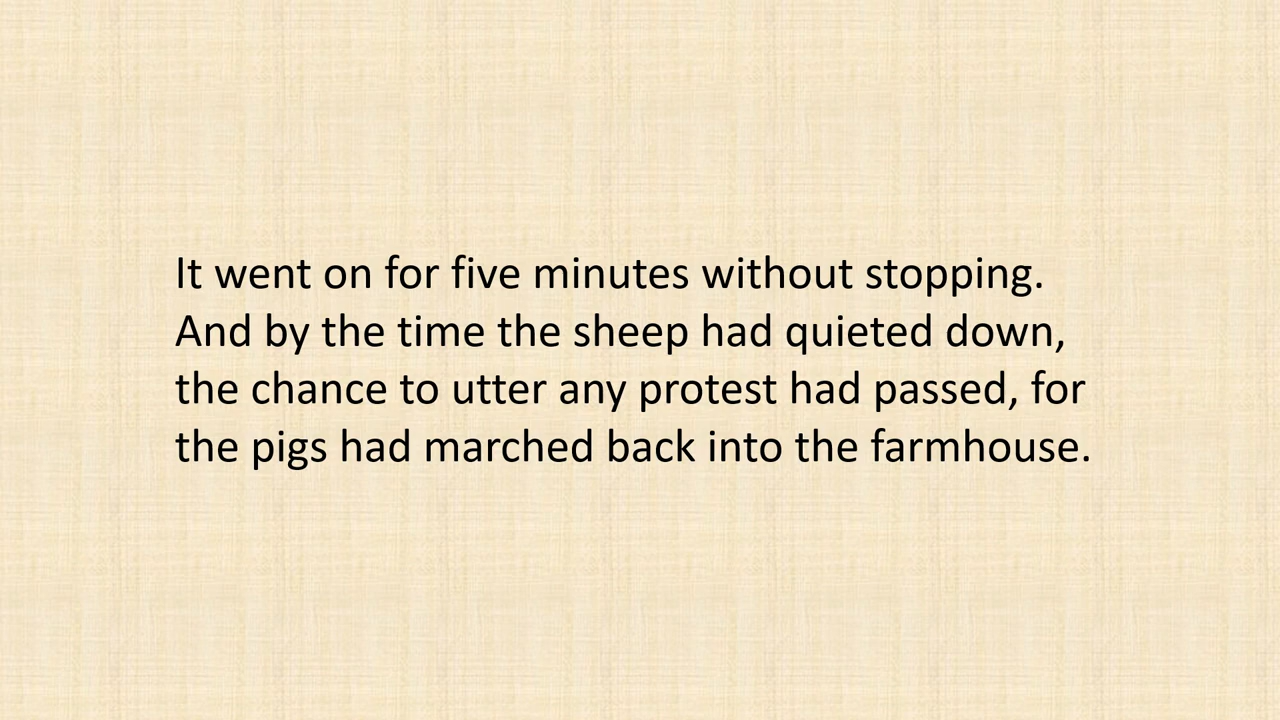 It went on for five minutes without stopping.
And by the time the sheep had quieted down,
the chance to utter any protest had passed, for
the pigs had marched back into the farmhouse.